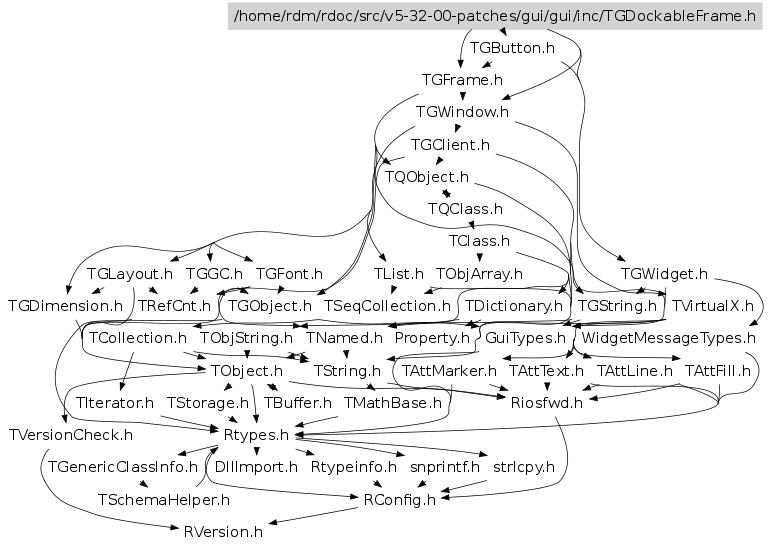 /home/rdm/rdoc/src/v5-32-00-patches/gui/gui/inc/TGDockableFrame.h
TGButton.h
TGFrame.h
TGWindow.h
TGClient.h
TQObject.h
TQClass.h
TClass.h
TGLayout.h TGGC.h TGFont.h TList.h TObjArray.h TGWidget.h
TGDimension.h TRefCnt.h TGObject.h TSeqCollection.h TDictionary.h TGString.h TVirtualX.h
TCollection.h TObjString.h TNamed.h Property.h GuiTypes.h WidgetMessageTypes.h
TObject.h TString.h TAttMarker.h TAttText.h TAttLine.h TAttFill.h
TIterator.h TStorage.h TBuffer.h TMathBase.h Riosfwd.h
TVersionCheck.h Rtypes.h
TGenericClassInfo.h DllImport.h Rtypeinfo.h snprintf.h strlcpy.h
TSchemaHelper.h RConfig.h
RVersion.h